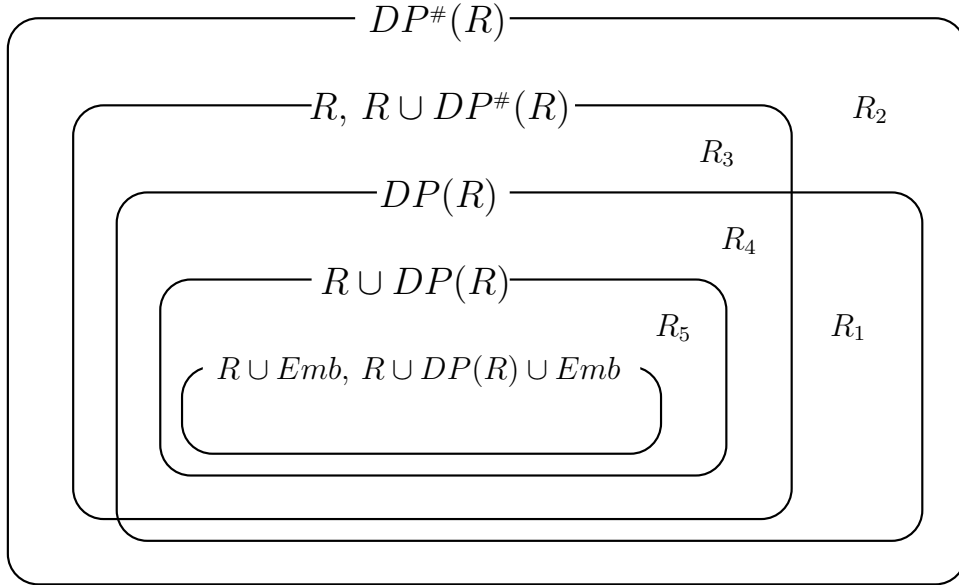 DP^#(R)
R, R ∪ DP^#(R)
R₂
R₃
DP(R)
R₄
R ∪ DP(R)
R₅
R₁
R ∪ Emb, R ∪ DP(R) ∪ Emb